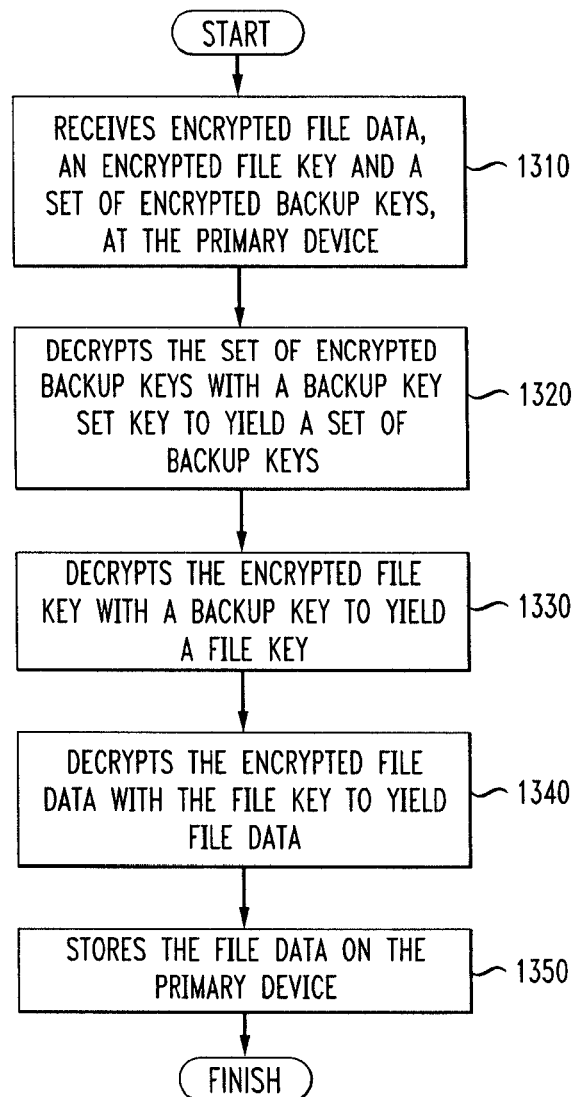 START
RECEIVES ENCRYPTED FILE DATA,
AN ENCRYPTED FILE KEY AND A
SET OF ENCRYPTED BACKUP KEYS,
AT THE PRIMARY DEVICE
1310
DECRYPTS THE SET OF ENCRYPTED
BACKUP KEYS WITH A BACKUP KEY
SET KEY TO YIELD A SET OF
BACKUP KEYS
1320
DECRYPTS THE ENCRYPTED FILE
KEY WITH A BACKUP KEY TO YIELD
A FILE KEY
1330
DECRYPTS THE ENCRYPTED FILE
DATA WITH THE FILE KEY TO YIELD
FILE DATA
1340
STORES THE FILE DATA ON THE
PRIMARY DEVICE
1350
FINISH